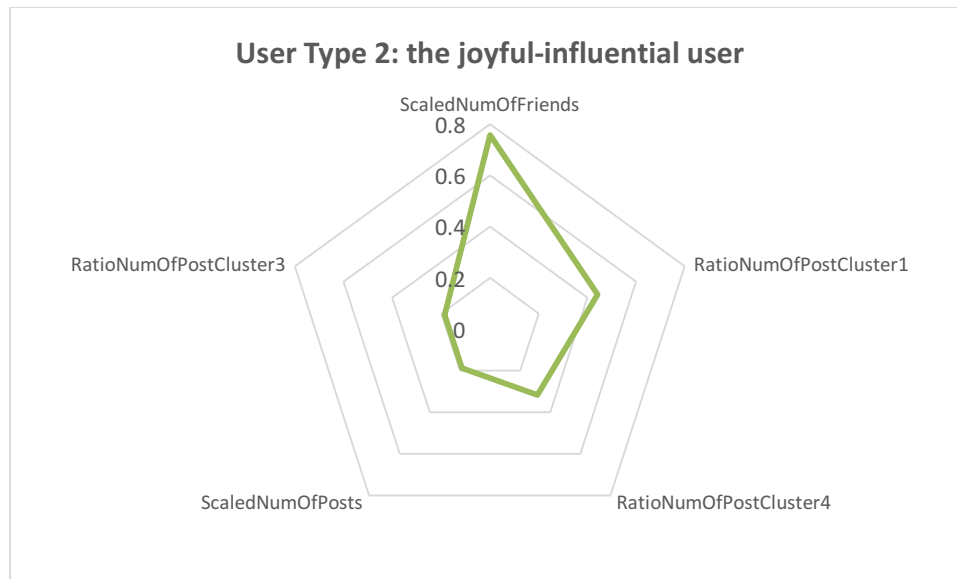 User Type 2: the joyful-influential user
ScaledNumOfFriends
0.8
0.6
0.4
0.2
0
RatioNumOfPostCluster3
RatioNumOfPostCluster1
ScaledNumOfPosts
RatioNumOfPostCluster4